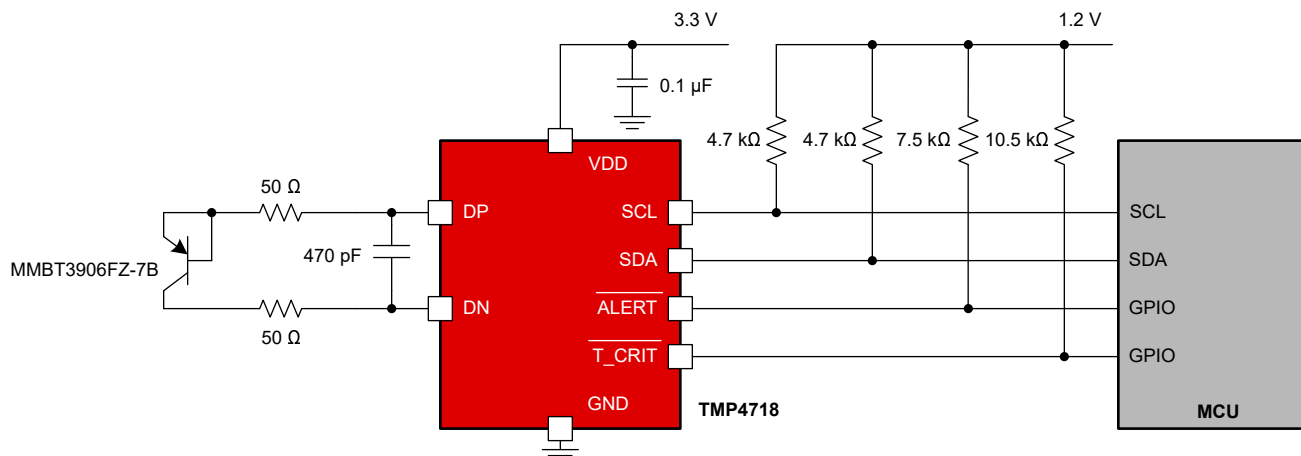 3.3 V
1.2 V
0.1 µF
4.7 kΩ
4.7 kΩ
7.5 kΩ
10.5 kΩ
VDD
50 Ω
DP
SCL
SCL
470 pF
MMBT3906FZ-7B
SDA
SDA
DN
ALERT
GPIO
50 Ω
T_CRIT
GPIO
GND
TMP4718
MCU